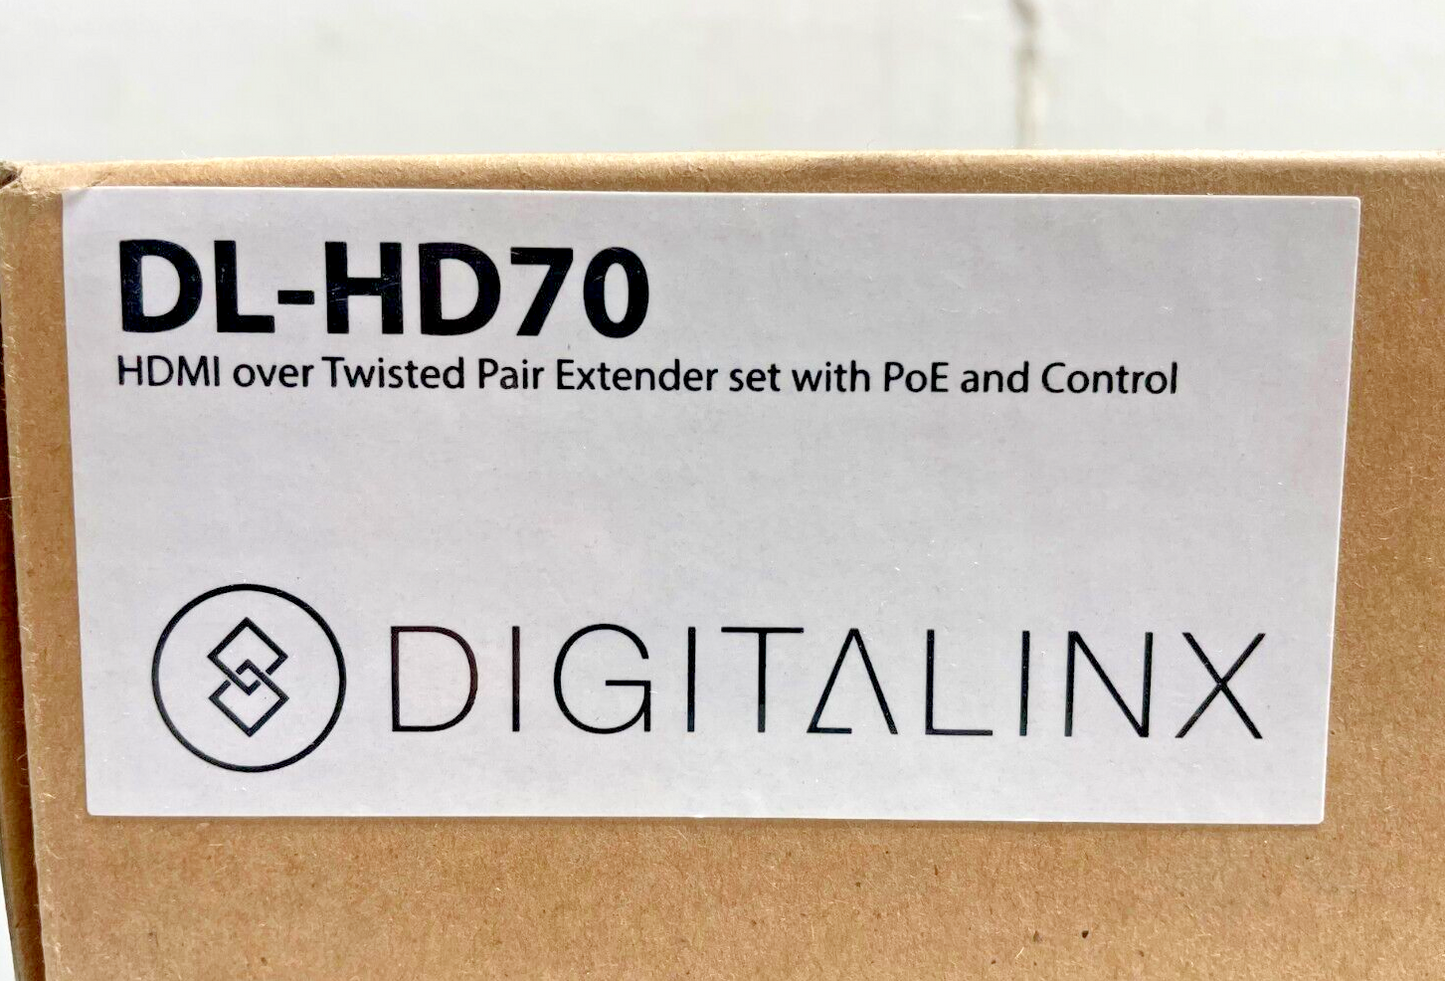 DL-HD70
HDMI over Twisted Pair Extender set with PoE and Control
DIGITALINX